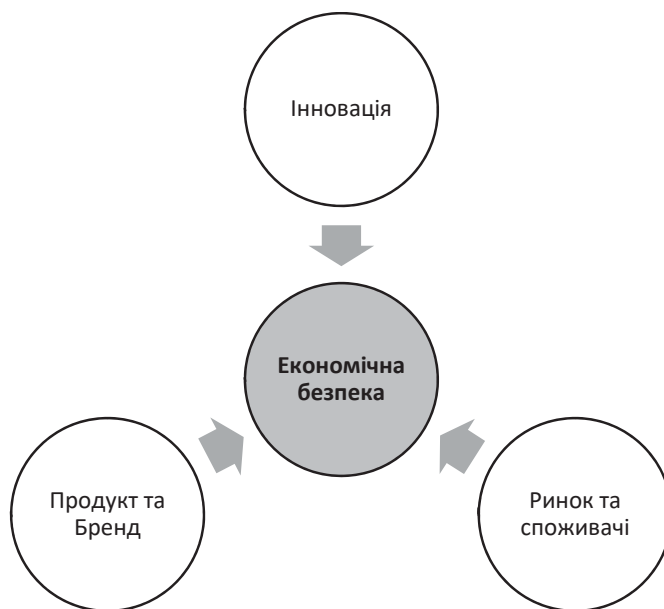 Інновація
Економічна
безпека
Продукт та
Бренд
Ринок та
споживачі